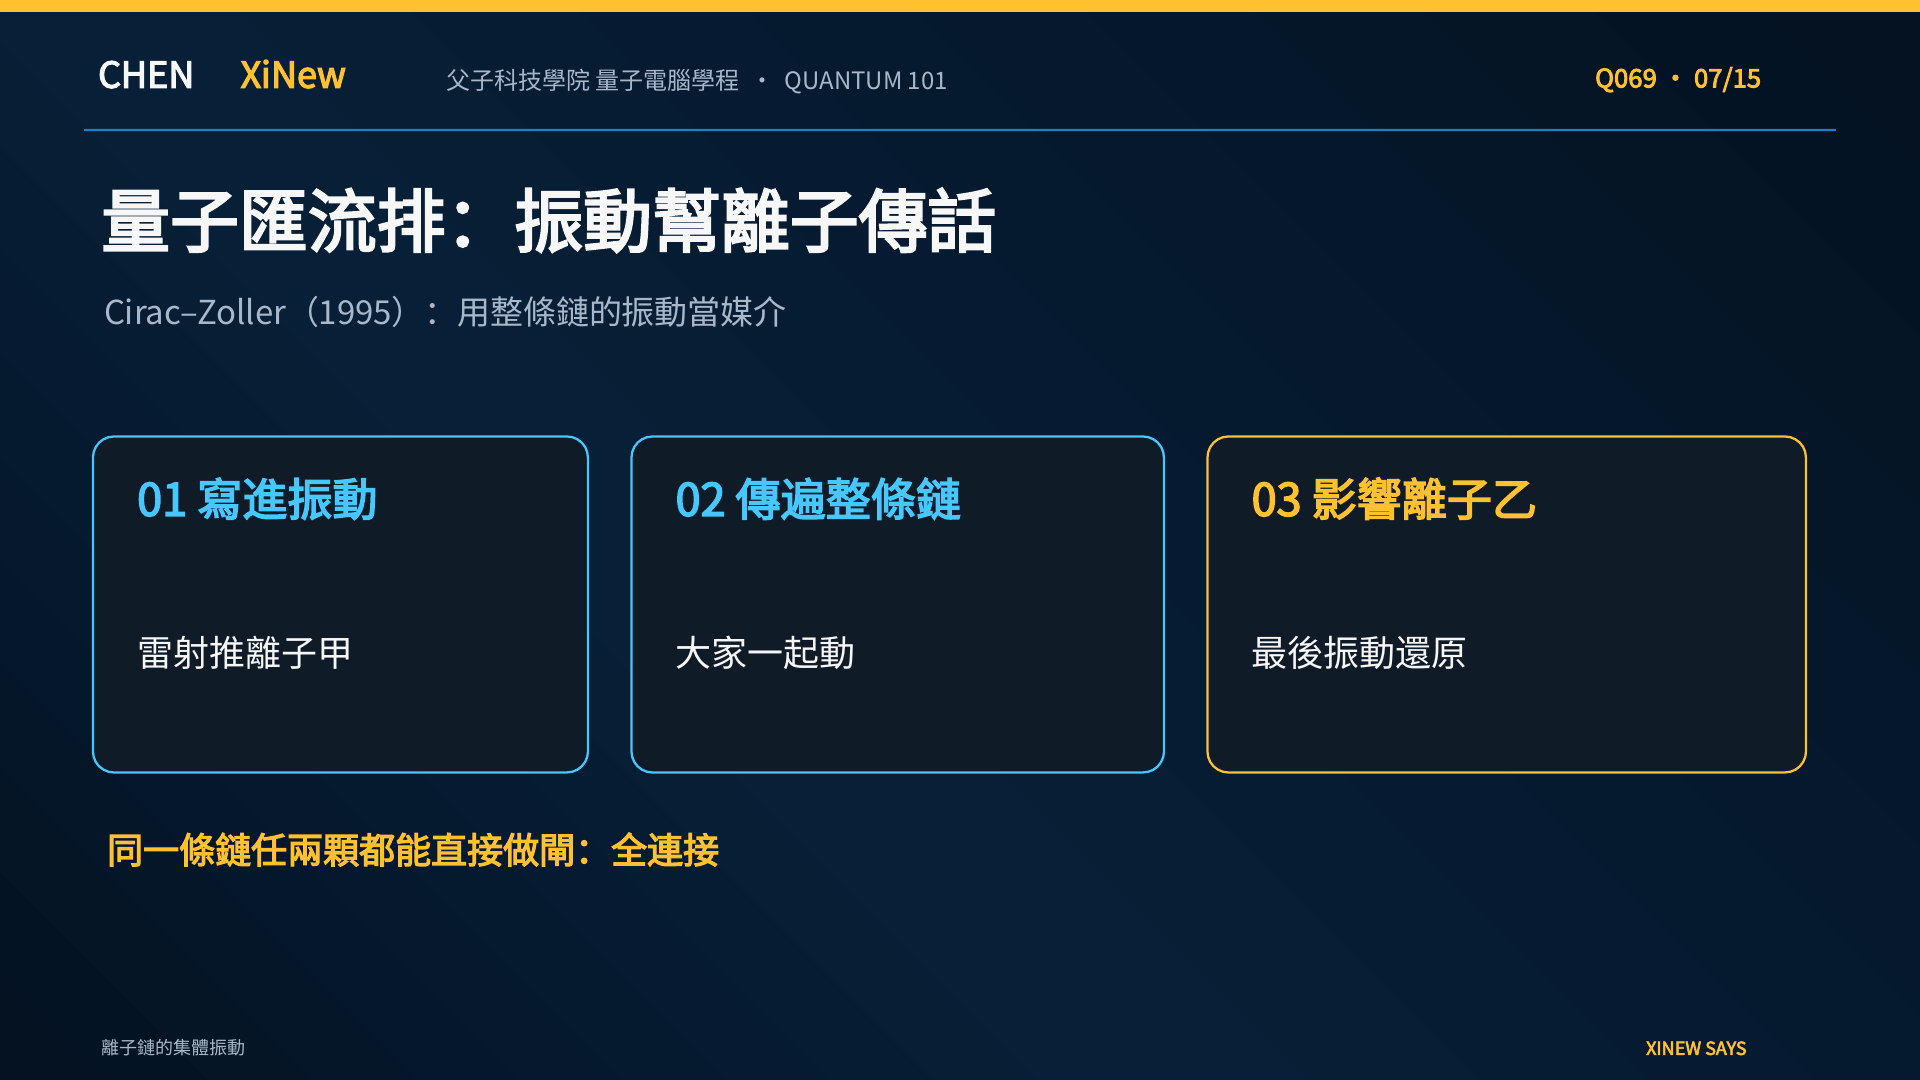 CHEN XiNew 父子科技學院 量子電腦學程 · QUANTUM 101 Q069 · 07/15
量子匯流排：振動幫離子傳話
Cirac–Zoller（1995）：用整條鏈的振動當媒介
01 寫進振動
雷射推離子甲
02 傳遍整條鏈
大家一起動
03 影響離子乙
最後振動還原
同一條鏈任兩顆都能直接做閘：全連接
離子鏈的集體振動
XINEW SAYS